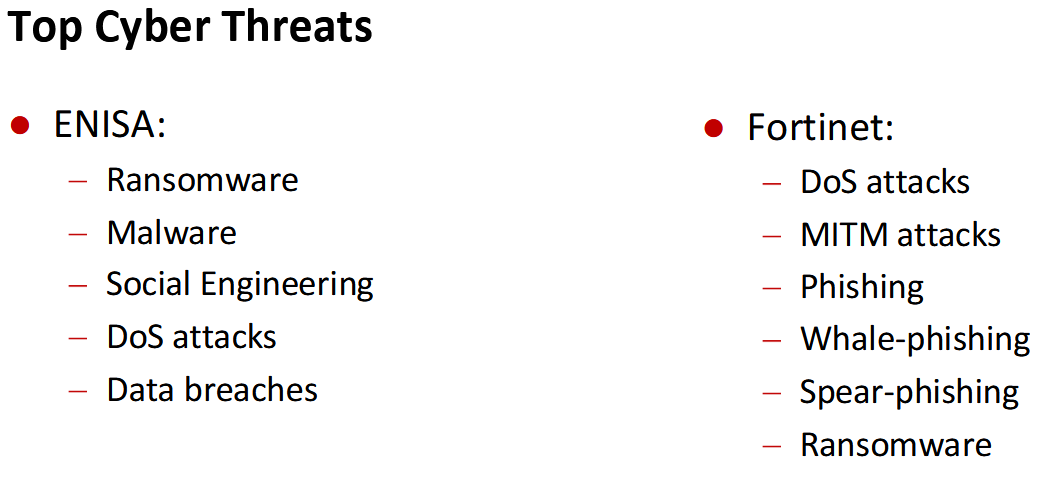 Top Cyber Threats
● ENISA:
– Ransomware
– Malware
– Social Engineering
– DoS attacks
– Data breaches
● Fortinet:
– DoS attacks
– MITM attacks
– Phishing
– Whale-phishing
– Spear-phishing
– Ransomware